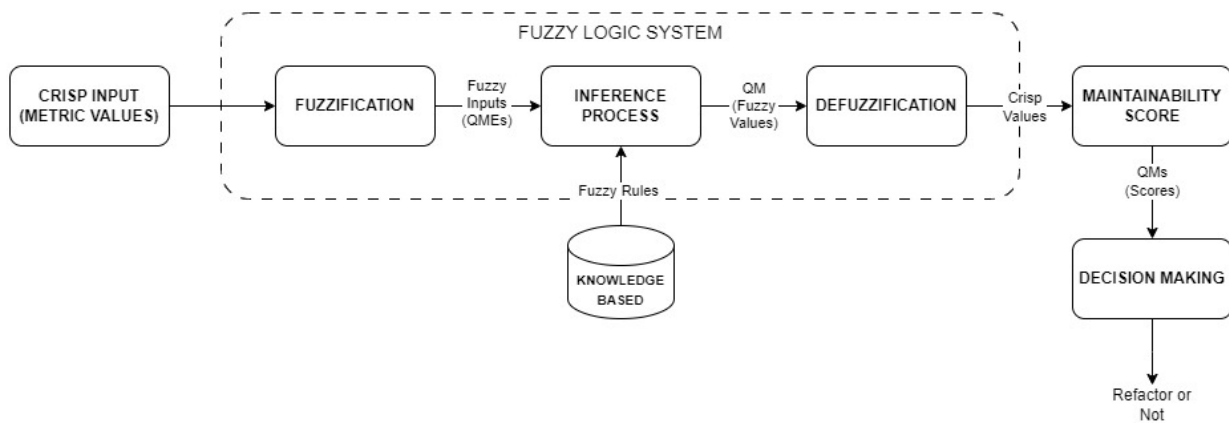 FUZZY LOGIC SYSTEM
CRISP INPUT
(METRIC VALUES)
FUZZIFICATION
Fuzzy
Inputs
(QMEs)
INFERENCE
PROCESS
QM
(Fuzzy
Values)
DEFUZZIFICATION
Crisp
Values
MAINTAINABILITY
SCORE
Fuzzy Rules
QMs
(Scores)
KNOWLEDGE
BASED
DECISION MAKING
Refactor or
Not